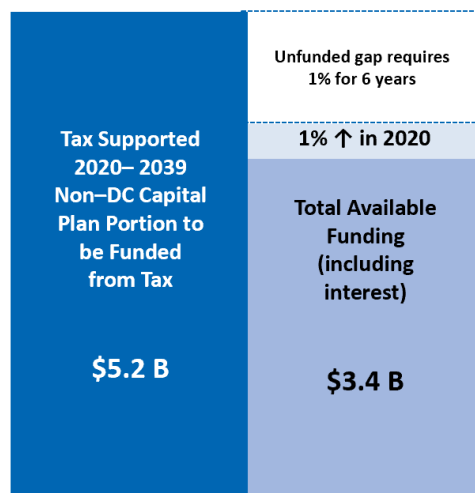 Tax Supported
2020– 2039
Non–DC Capital
Plan Portion to
be Funded
from Tax
$5.2 B
Unfunded gap requires
1% for 6 years
1% ↑ in 2020
Total Available
Funding
(including
interest)
$3.4 B